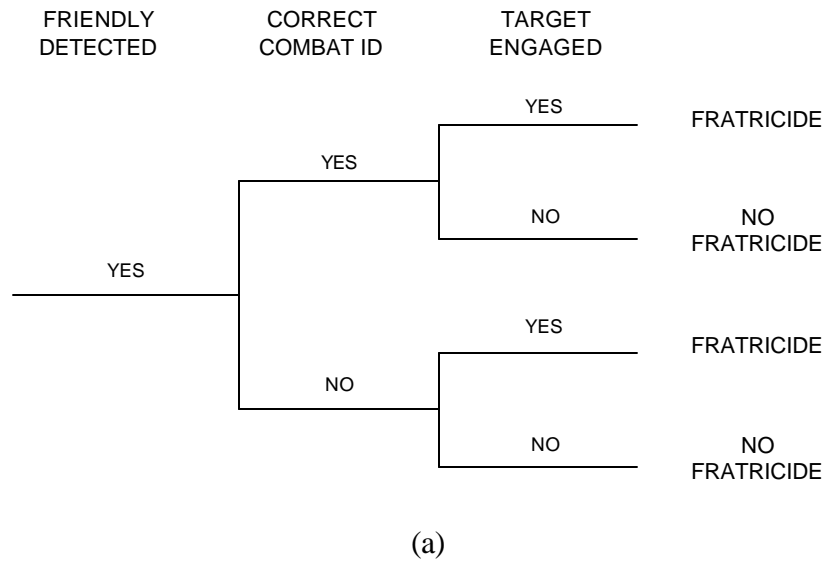 FRIENDLY
DETECTED
CORRECT
COMBAT ID
TARGET
ENGAGED
YES
FRATRICIDE
YES
NO
NO
FRATRICIDE
YES
YES
FRATRICIDE
NO
NO
NO
FRATRICIDE
(a)